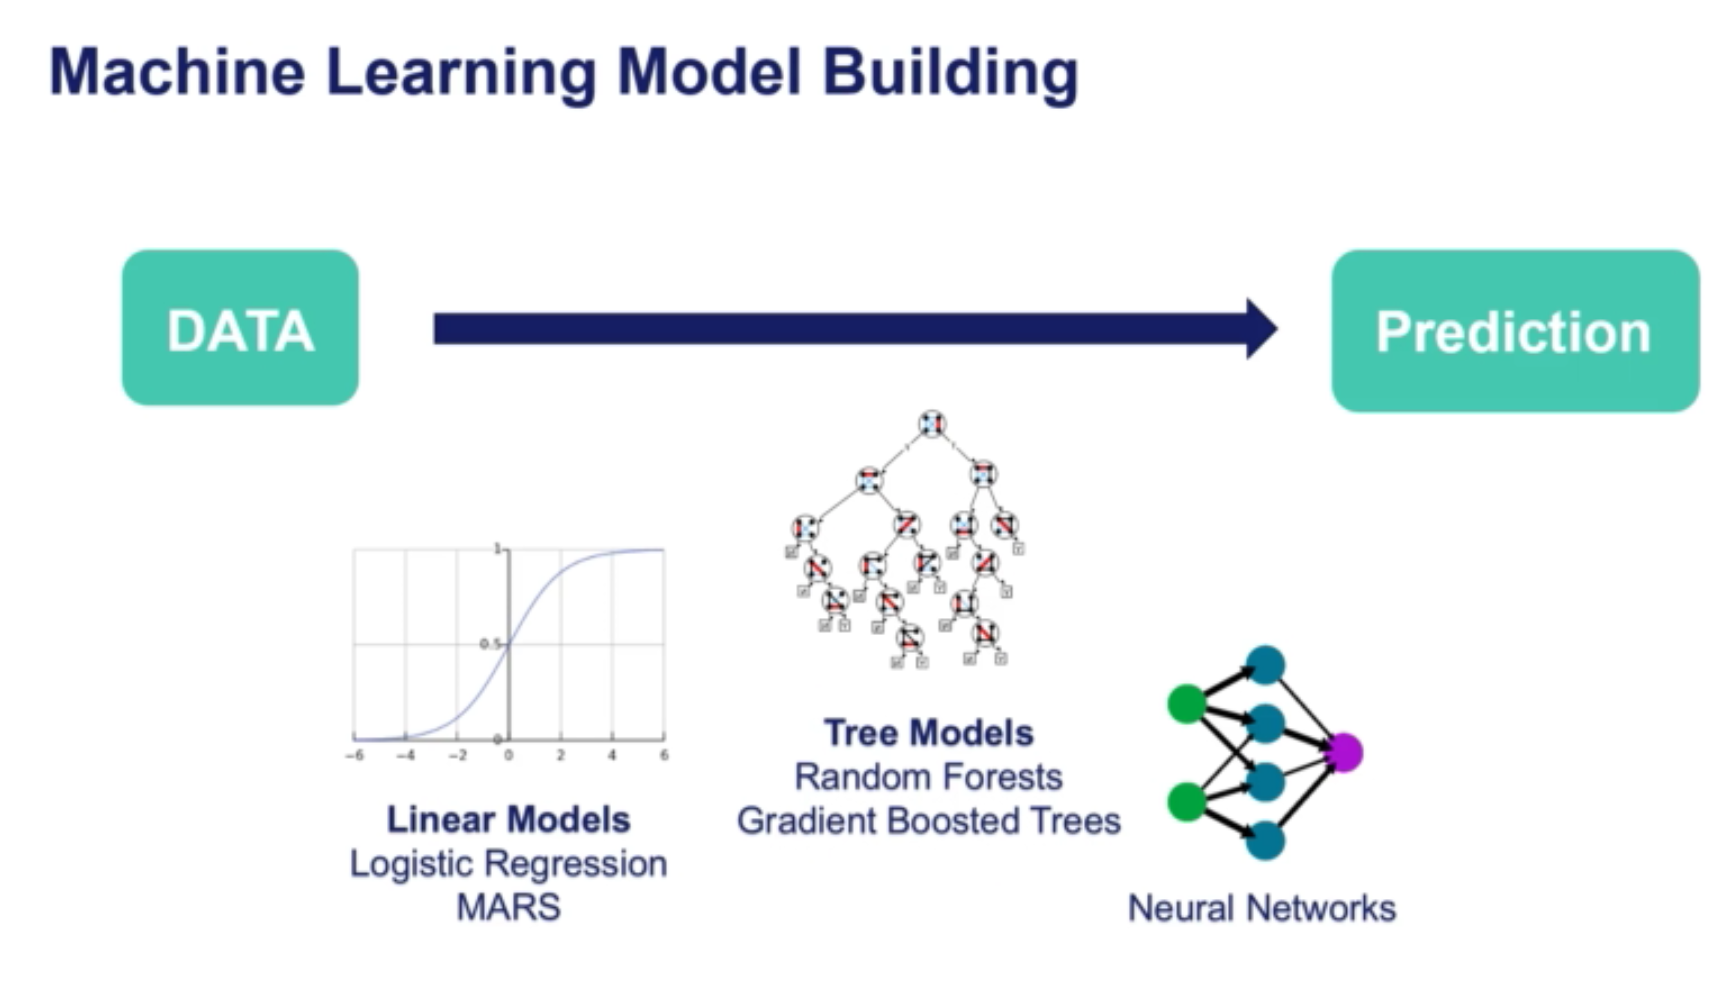 Machine Learning Model Building
DATA
Prediction
1
0.5
0
−6 −4 −2 0 2 4 6
Linear Models
Logistic Regression
MARS
Tree Models
Random Forests
Gradient Boosted Trees
Neural Networks